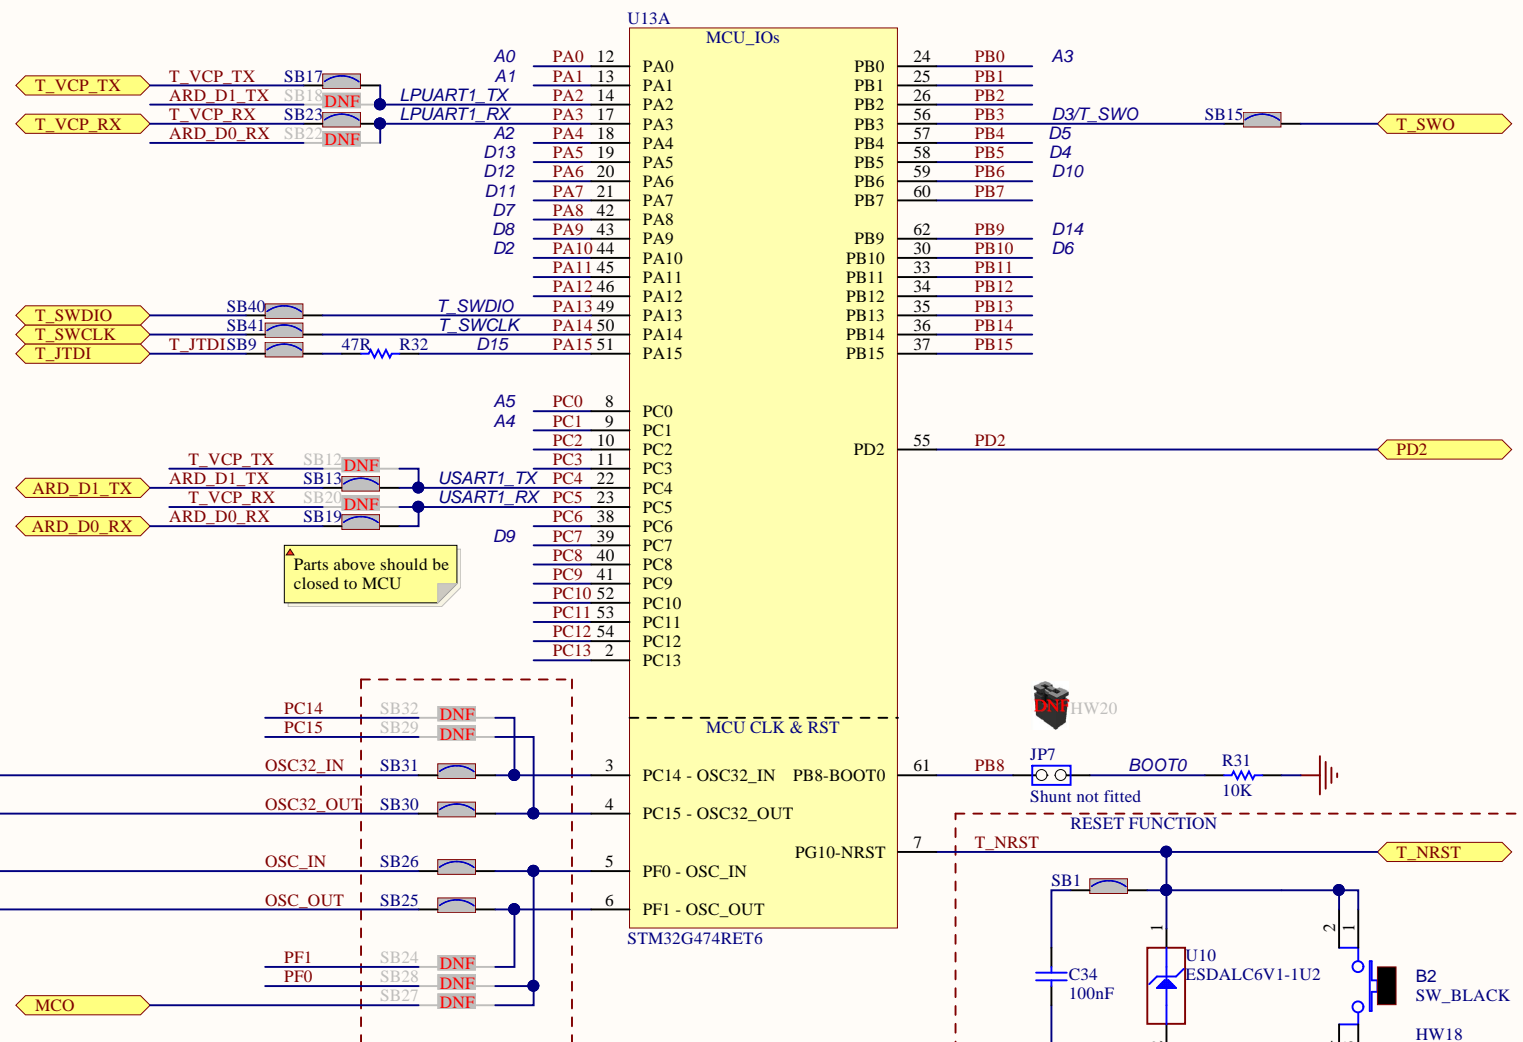 U13A
MCU_IOs
T_VCP_TX
T_VCP_TX SB17
ARD_D1_TX SB18 DNF
T_VCP_RX
T_VCP_RX SB23
ARD_D0_RX SB22 DNF
LPUART1_TX
LPUART1_RX
A0 PA0 12 PA0
A1 PA1 13 PA1
PA2 14 PA2
PA3 17 PA3
A2 PA4 18 PA4
D13 PA5 19 PA5
D12 PA6 20 PA6
D11 PA7 21 PA7
D7 PA8 42 PA8
D8 PA9 43 PA9
D2 PA10 44 PA10
PA11 45 PA11
PA12 46 PA12
T_SWDIO SB40 T_SWDIO PA13 49 PA13
T_SWCLK SB41 T_SWCLK PA14 50 PA14
T_JTDI T_JTDI SB9 47R R32 D15 PA15 51 PA15
PB0 24 PB0 A3
PB1 25 PB1
PB2 26 PB2
PB3 56 PB3 D3/T_SWO SB15 T_SWO
PB4 57 PB4 D5
PB5 58 PB5 D4
PB6 59 PB6 D10
PB7 60 PB7
PB9 62 PB9 D14
PB10 30 PB10 D6
PB11 33 PB11
PB12 34 PB12
PB13 35 PB13
PB14 36 PB14
PB15 37 PB15
A5 PC0 8 PC0
A4 PC1 9 PC1
PC2 10 PC2
PC3 11 PC3
T_VCP_TX SB12 DNF
ARD_D1_TX ARD_D1_TX SB13 USART1_TX PC4 22 PC4
T_VCP_RX SB20 DNF USART1_RX PC5 23 PC5
ARD_D0_RX ARD_D0_RX SB19 PC6 38 PC6
D9 PC7 39 PC7
PC8 40 PC8
PC9 41 PC9
PC10 52 PC10
PC11 53 PC11
PC12 54 PC12
PC13 2 PC13
PD2 55 PD2 PD2
Parts above should be
closed to MCU
MCU CLK & RST
PC14 SB32 DNF
PC15 SB29 DNF
OSC32_IN SB31 3 PC14 - OSC32_IN
OSC32_OUT SB30 4 PC15 - OSC32_OUT
OSC_IN SB26 5 PF0 - OSC_IN
OSC_OUT SB25 6 PF1 - OSC_OUT
PF1 SB24 DNF
PF0 SB28 DNF
MCO SB27 DNF
STM32G474RET6
DNF HW20
JP7
PB8-BOOT0 61 PB8 BOOT0 R31
10K
Shunt not fitted
RESET FUNCTION
PG10-NRST 7 T_NRST T_NRST
SB1
1
2 1
U10
ESDALC6V1-1U2
C34
100nF
B2
SW_BLACK
HW18